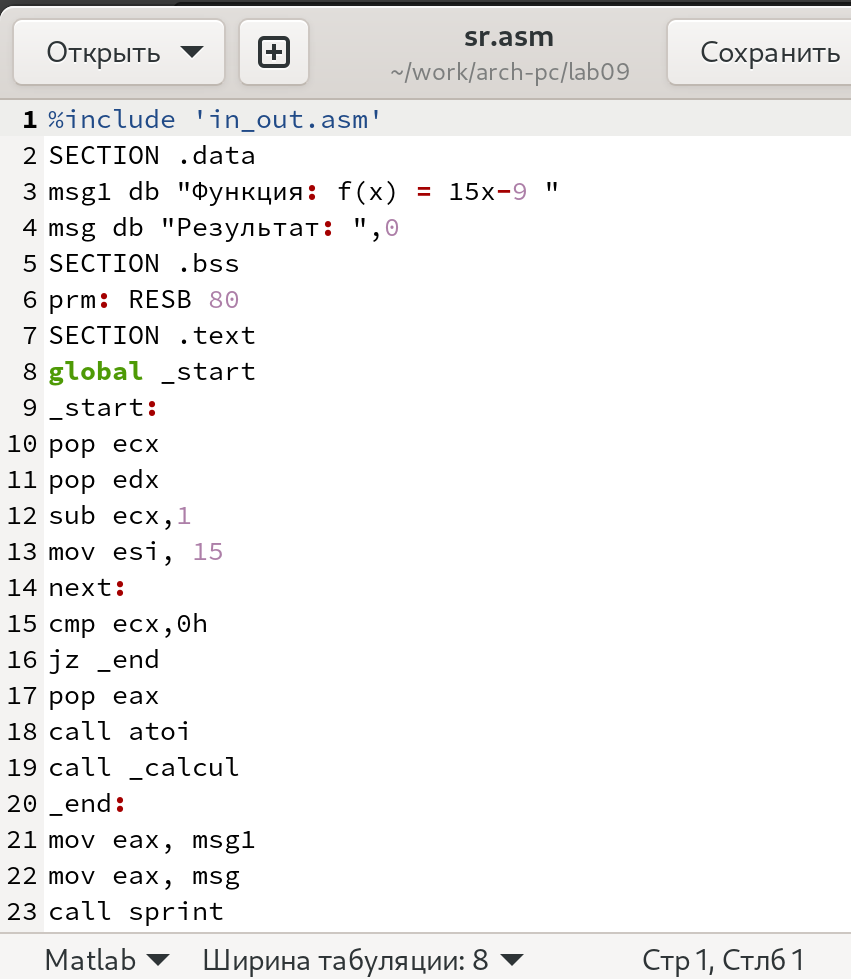 Открыть
sr.asm
~/work/arch-pc/lab09
Сохранить
1 %include 'in_out.asm'
2 SECTION .data
3 msg1 db "Функция: f(x) = 15x-9 "
4 msg db "Результат: ",0
5 SECTION .bss
6 prm: RESB 80
7 SECTION .text
8 global _start
9 _start:
10 pop ecx
11 pop edx
12 sub ecx,1
13 mov esi, 15
14 next:
15 cmp ecx,0h
16 jz _end
17 pop eax
18 call atoi
19 call _calcul
20 _end:
21 mov eax, msg1
22 mov eax, msg
23 call sprint
Matlab Ширина табуляции: 8 Стр 1, Стлб 1